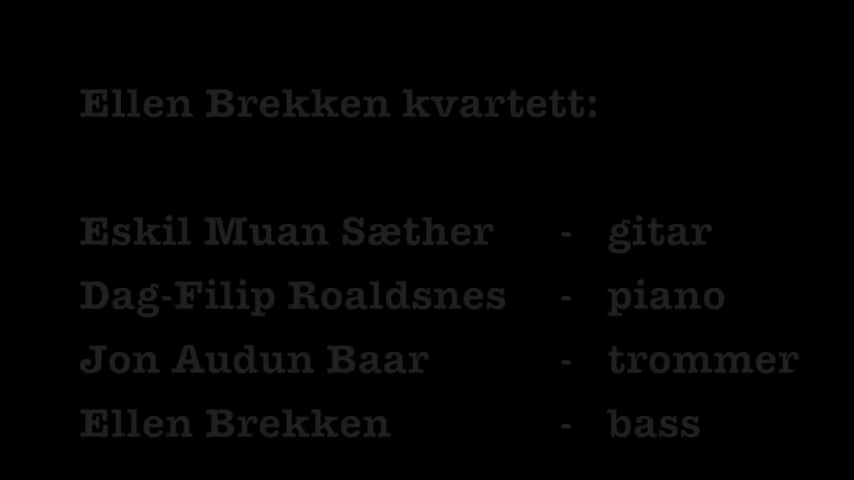 Ellen Brekken kvartett:
Eskil Muan Sæther - gitar
Dag-Filip Roaldsnes - piano
Jon Audun Baar - trommer
Ellen Brekken - bass